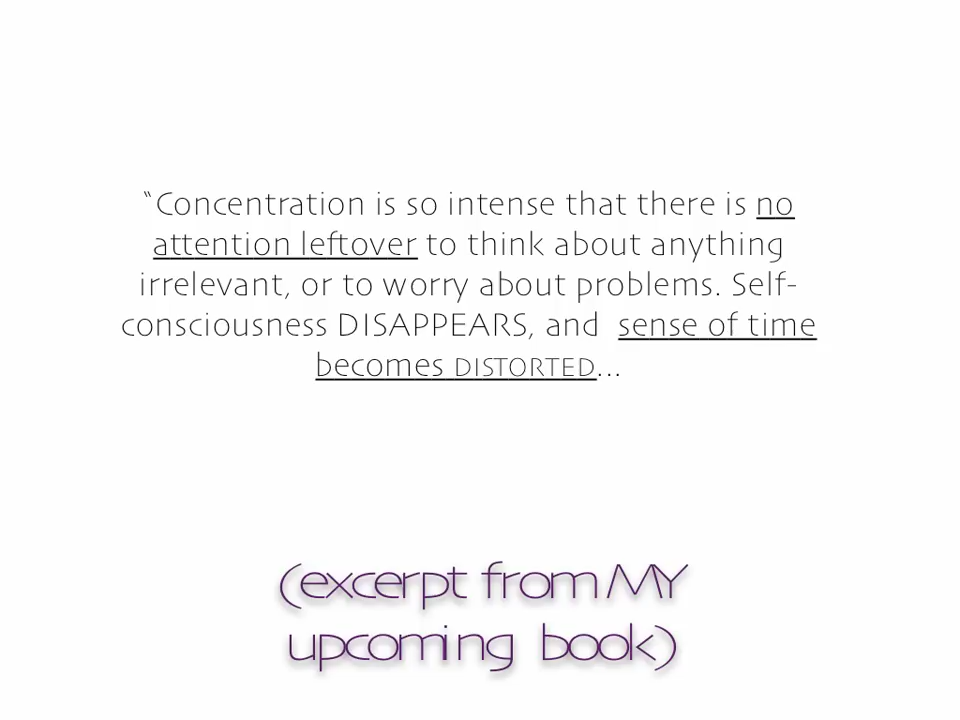 “Concentration is so intense that there is no
attention leftover to think about anything
irrelevant, or to worry about problems. Self-
consciousness DISAPPEARS, and sense of time
becomes DISTORTED...
(excerpt from MY
upcoming book)